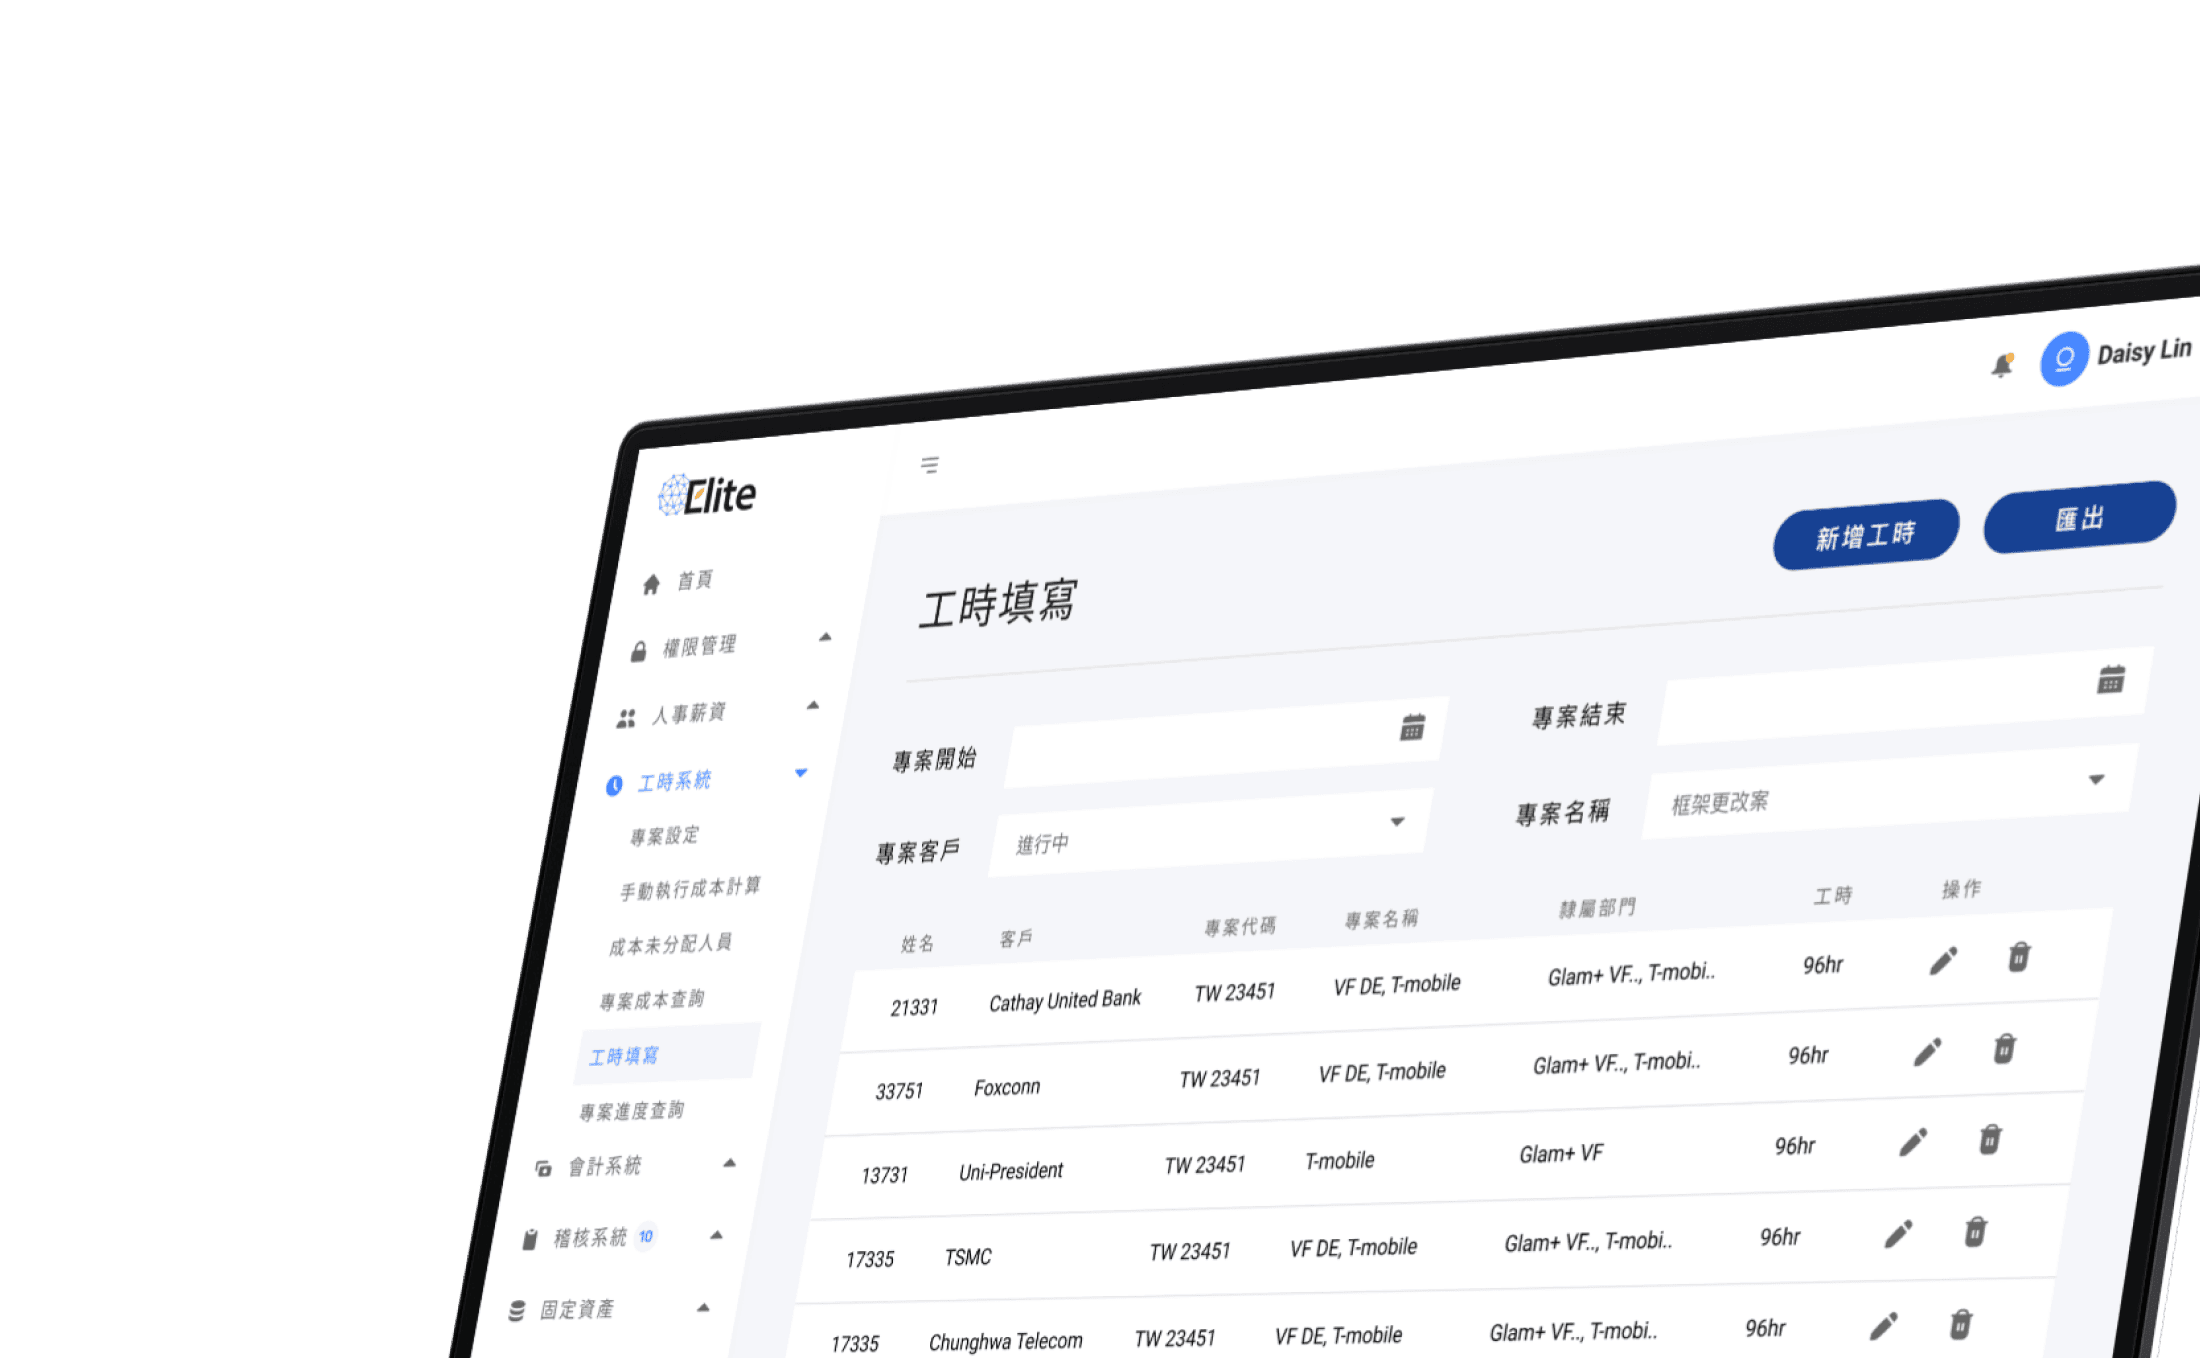 Daisy Lin
Elite
新增工時 匯出
工時填寫
首頁
權限管理
人事薪資
工時系統
專案設定
手動執行成本計算
成本未分配人員
專案成本查詢
工時填寫
專案進度查詢
會計系統
稽核系統 10
固定資產
專案開始 專案結束
專案客戶 進行中 專案名稱 框架更改案
姓名 客戶 專案代碼 專案名稱 隸屬部門 工時 操作
21331 Cathay United Bank TW 23451 VF DE, T-mobile Glam+ VF.., T-mobi.. 96hr
33751 Foxconn TW 23451 VF DE, T-mobile Glam+ VF.., T-mobi.. 96hr
13731 Uni-President TW 23451 T-mobile Glam+ VF 96hr
17335 TSMC TW 23451 VF DE, T-mobile Glam+ VF.., T-mobi.. 96hr
17335 Chunghwa Telecom TW 23451 VF DE, T-mobile Glam+ VF.., T-mobi.. 96hr